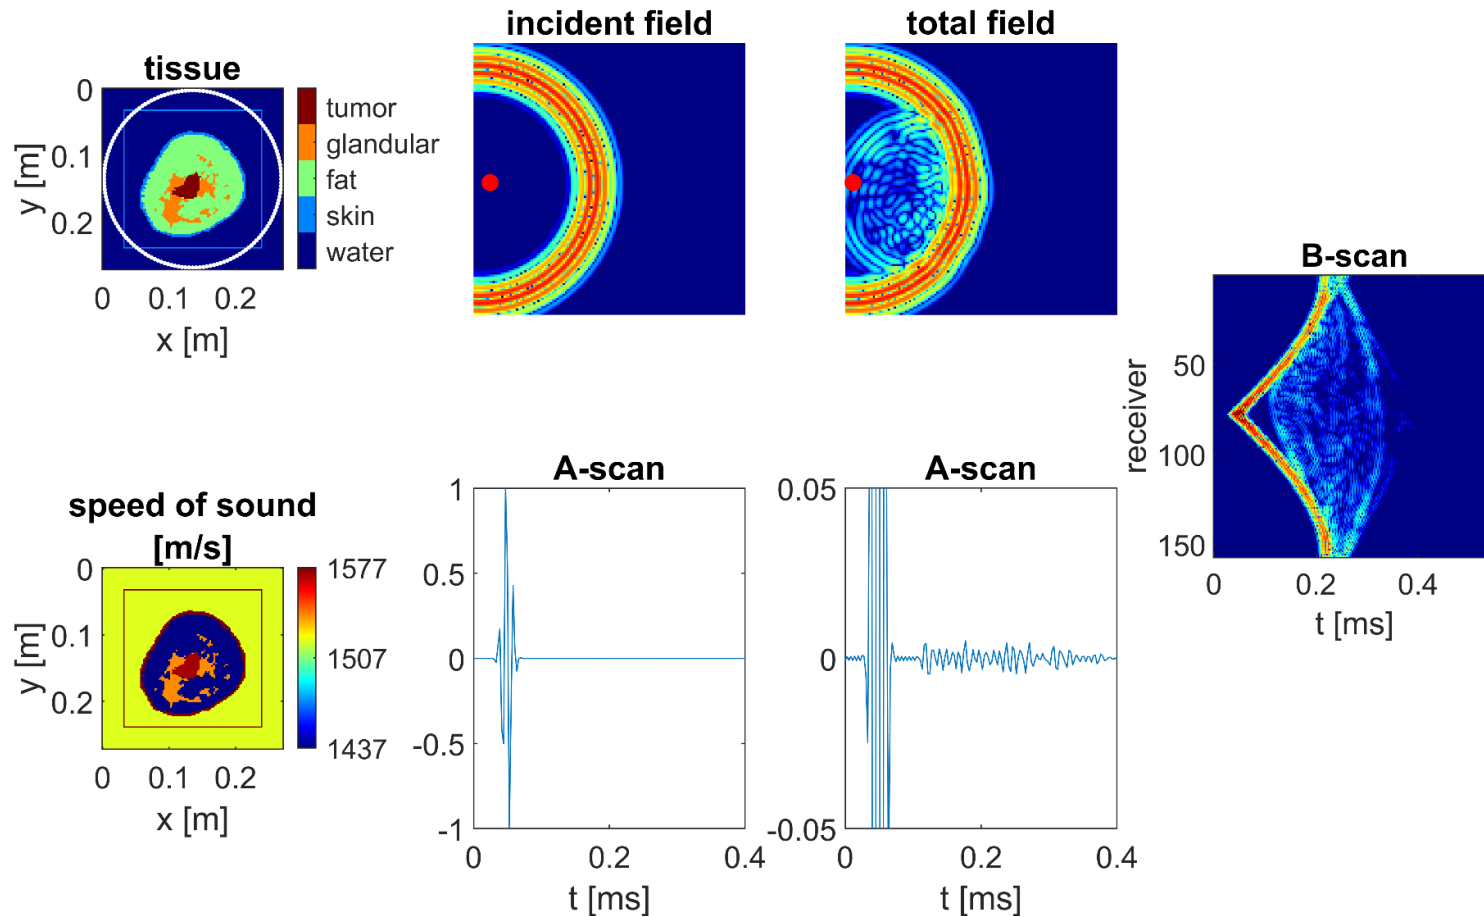 tissue
0
0.1
0.2
y [m]
0
0.1
0.2
x [m]
tumor
glandular
fat
skin
water
incident field
total field
B-scan
50
100
150
receiver
0
0.2
0.4
t [ms]
speed of sound
[m/s]
0
0.1
0.2
y [m]
0
0.1
0.2
x [m]
1577
1507
1437
A-scan
1
0.5
0
-0.5
-1
0
0.2
0.4
t [ms]
A-scan
0.05
0
-0.05
0
0.2
0.4
t [ms]